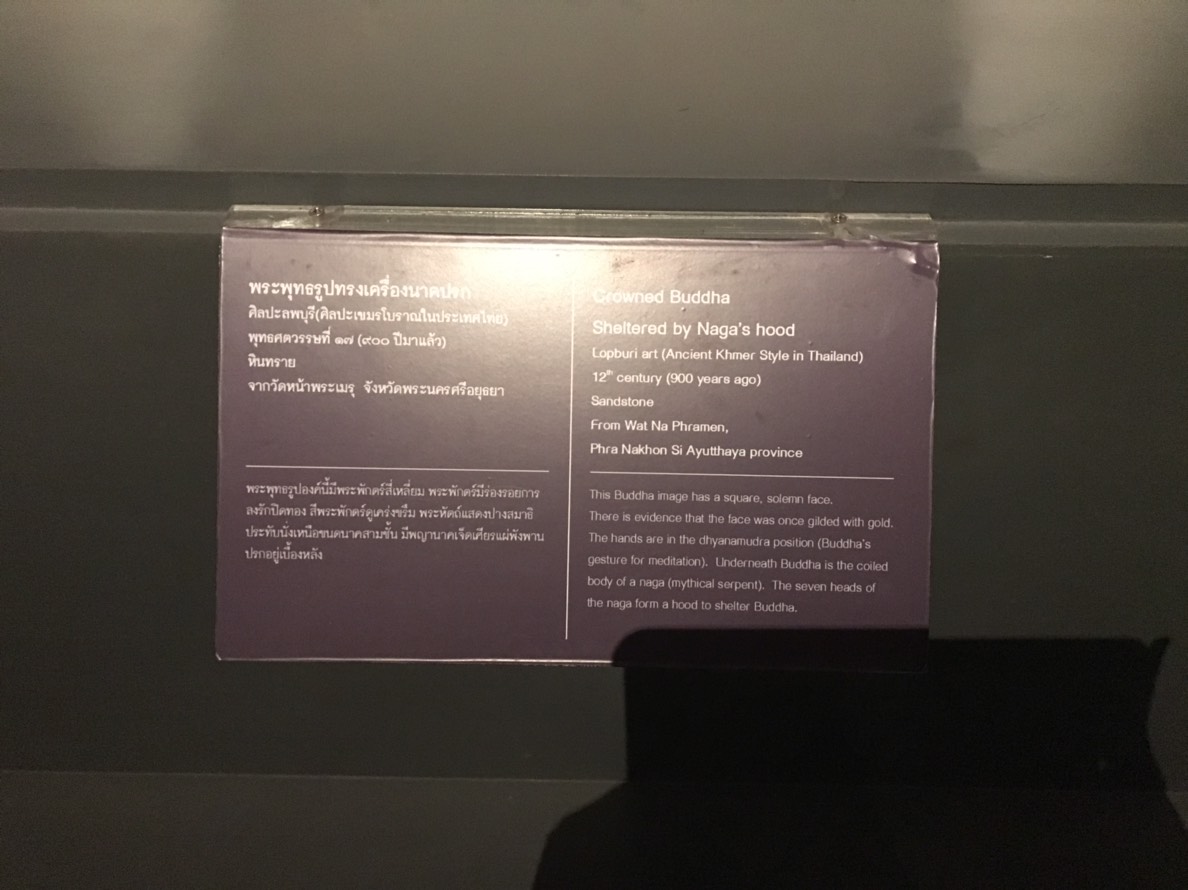 พระพุทธรูปทรงเครื่องนาคปรก
ศิลปะลพบุรี(ศิลปะเขมรโบราณในประเทศไทย)
พุทธศตวรรษที่ ๑๗ (๙๐๐ ปีมาแล้ว)
หินทราย
จากวัดหน้าพระเมรุ จังหวัดพระนครศรีอยุธยา
พระพุทธรูปองค์นี้มีพระพักตร์สี่เหลี่ยม พระพักตร์มีร่องรอยการ
ลงรักปิดทอง สีพระพักตร์ดูเคร่งขรึม พระหัตถ์แสดงปางสมาธิ
ประทับนั่งเหนือขนดนาคสามชั้น มีพญานาคเจ็ดเศียรแผ่พังพาน
ปรกอยู่เบื้องหลัง
Crowned Buddha
Sheltered by Naga's hood
Lopburi art (Ancient Khmer Style in Thailand)
12th century (900 years ago)
Sandstone
From Wat Na Phramen,
Phra Nakhon Si Ayutthaya province
This Buddha image has a square, solemn face.
There is evidence that the face was once gilded with gold.
The hands are in the dhyanamudra position (Buddha's
gesture for meditation). Underneath Buddha is the coiled
body of a naga (mythical serpent). The seven heads of
the naga form a hood to shelter Buddha.